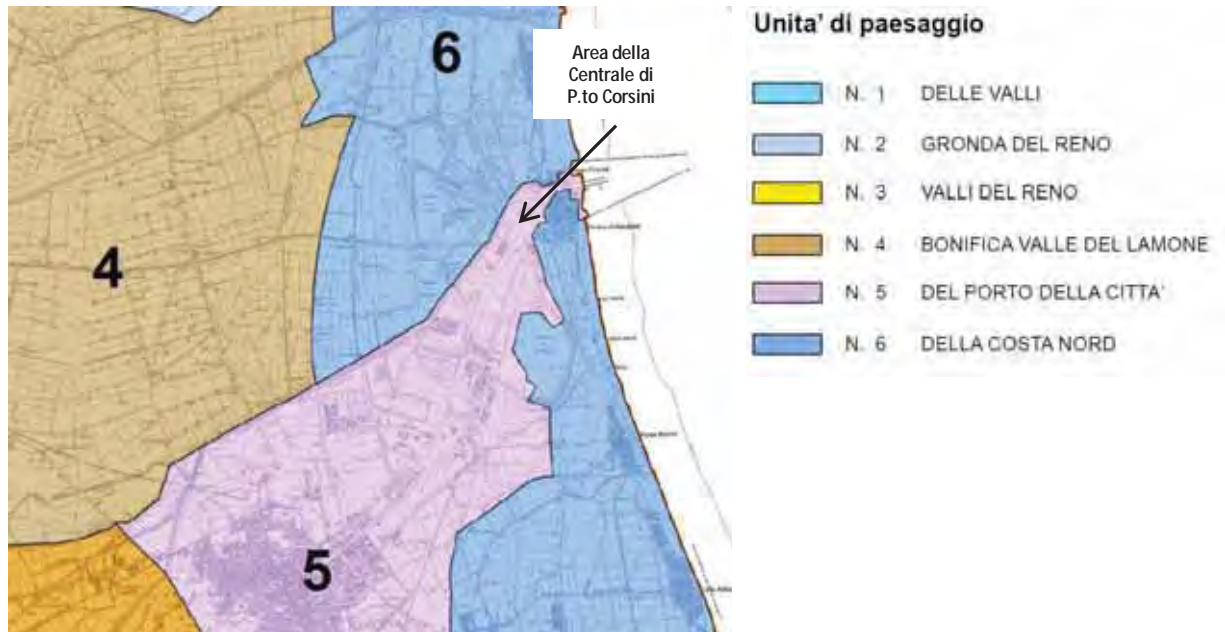 6
Area della
Centrale di
P.to Corsini
4
5
Unita' di paesaggio
N. 1 DELLE VALLI
N. 2 GRONDA DEL RENO
N. 3 VALLI DEL RENO
N. 4 BONIFICA VALLE DEL LAMONE
N. 5 DEL PORTO DELLA CITTA'
N. 6 DELLA COSTA NORD